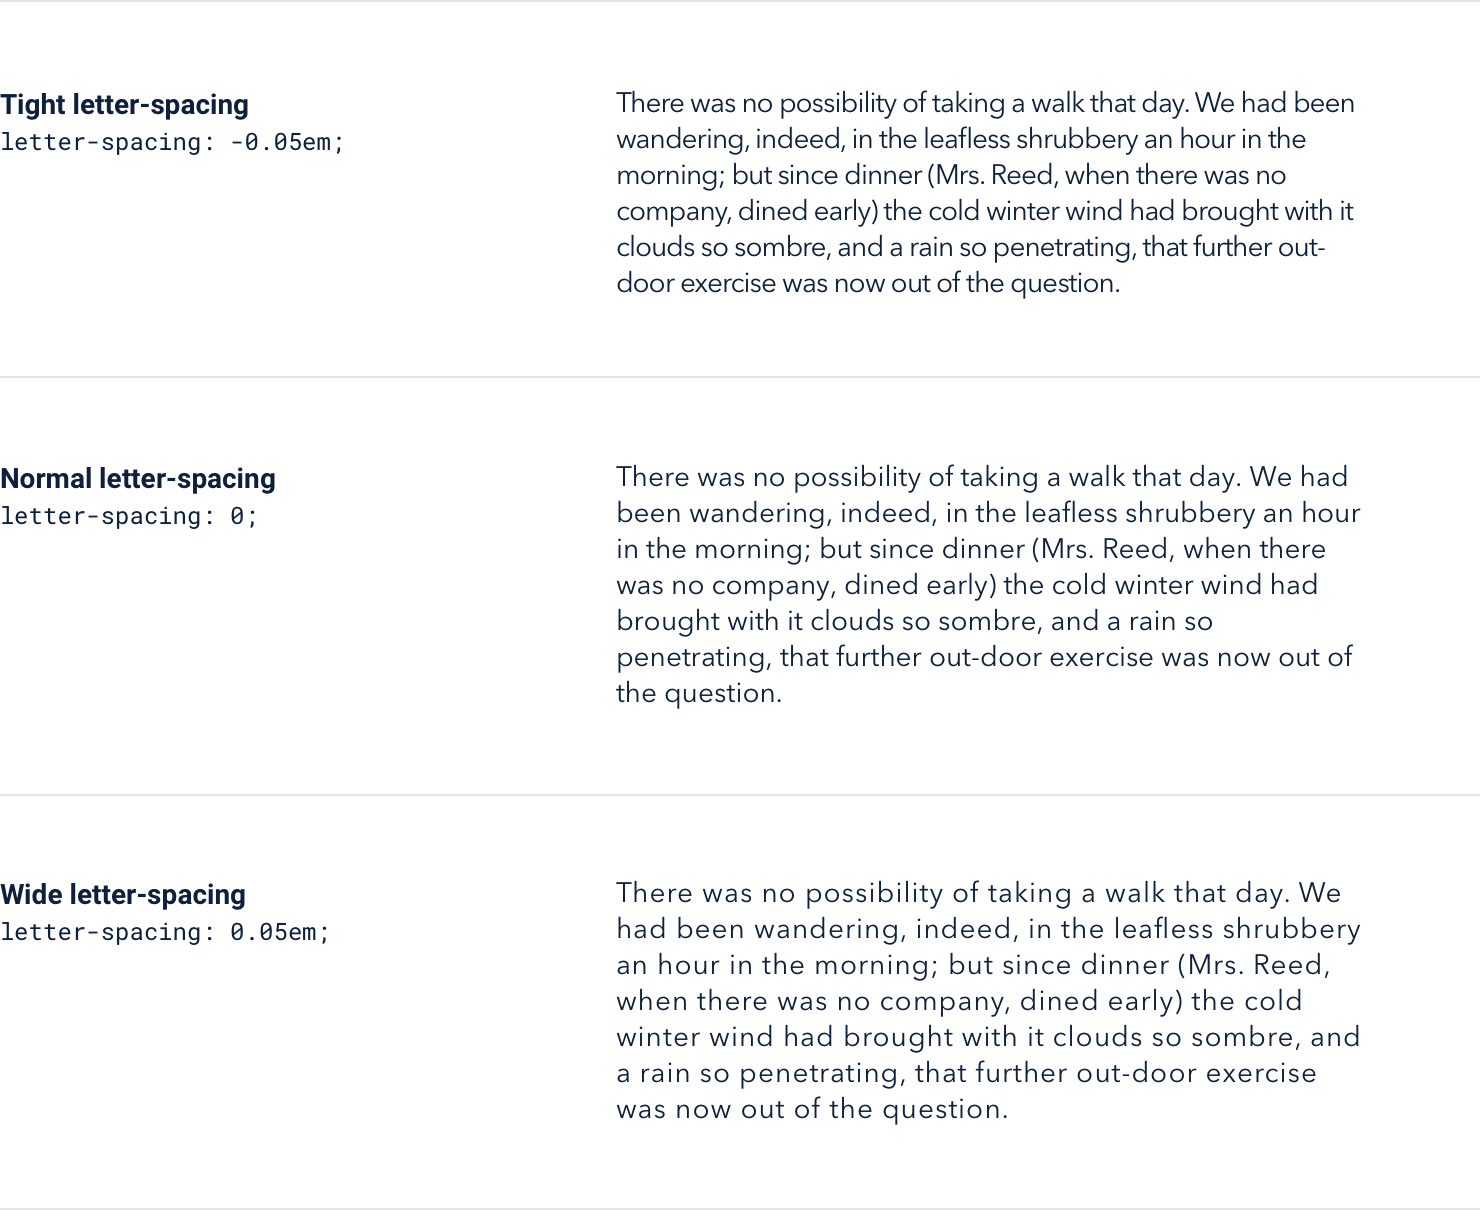 Tight letter-spacing
letter-spacing: -0.05em;
There was no possibility of taking a walk that day. We had been
wandering, indeed, in the leafless shrubbery an hour in the
morning; but since dinner (Mrs. Reed, when there was no
company, dined early) the cold winter wind had brought with it
clouds so sombre, and a rain so penetrating, that further out-
door exercise was now out of the question.
Normal letter-spacing
letter-spacing: 0;
There was no possibility of taking a walk that day. We had
been wandering, indeed, in the leafless shrubbery an hour
in the morning; but since dinner (Mrs. Reed, when there
was no company, dined early) the cold winter wind had
brought with it clouds so sombre, and a rain so
penetrating, that further out-door exercise was now out of
the question.
Wide letter-spacing
letter-spacing: 0.05em;
There was no possibility of taking a walk that day. We
had been wandering, indeed, in the leafless shrubbery
an hour in the morning; but since dinner (Mrs. Reed,
when there was no company, dined early) the cold
winter wind had brought with it clouds so sombre, and
a rain so penetrating, that further out-door exercise
was now out of the question.